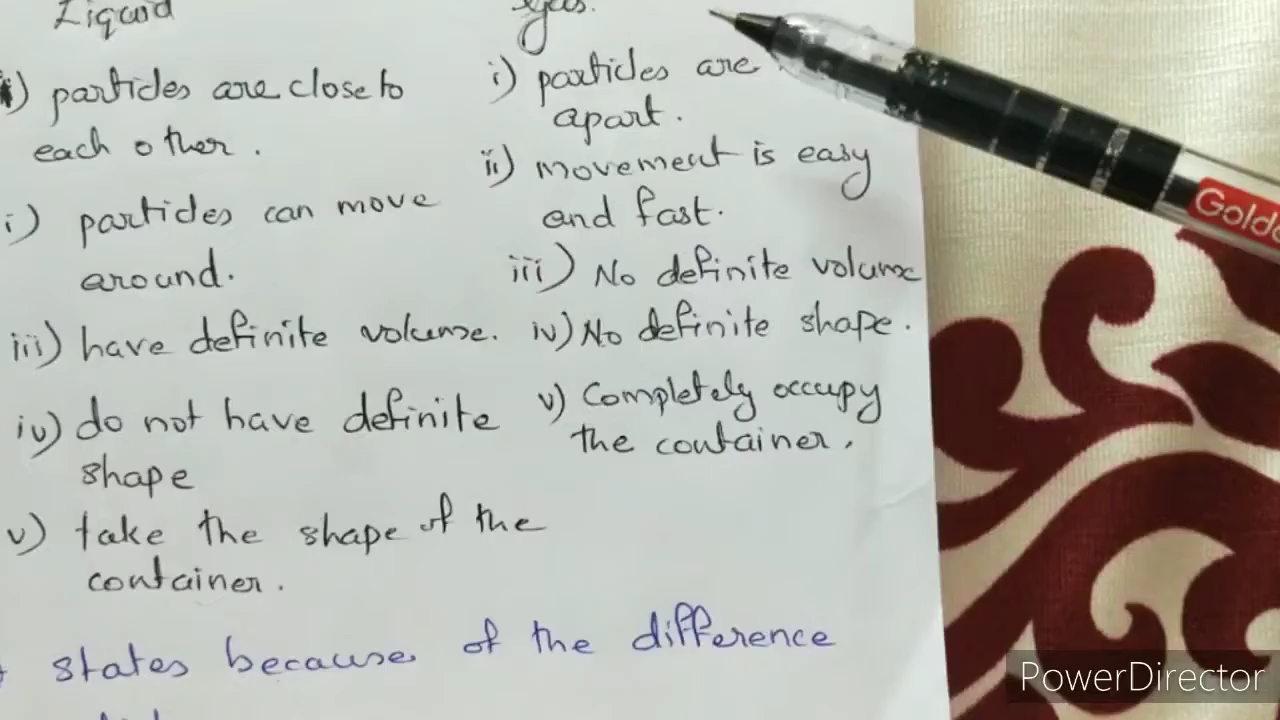 Liquid
gas.
i) particles are close to
each other.
i) particles can move
around.
iii) have definite volume.
iv) do not have definite
shape
v) take the shape of the
container.
i) particles are
apart.
ii) movement is easy
and fast.
iii) No definite volume
iv) No definite shape.
v) Completely occupy
the container.
states because of the difference
Golde
PowerDirector